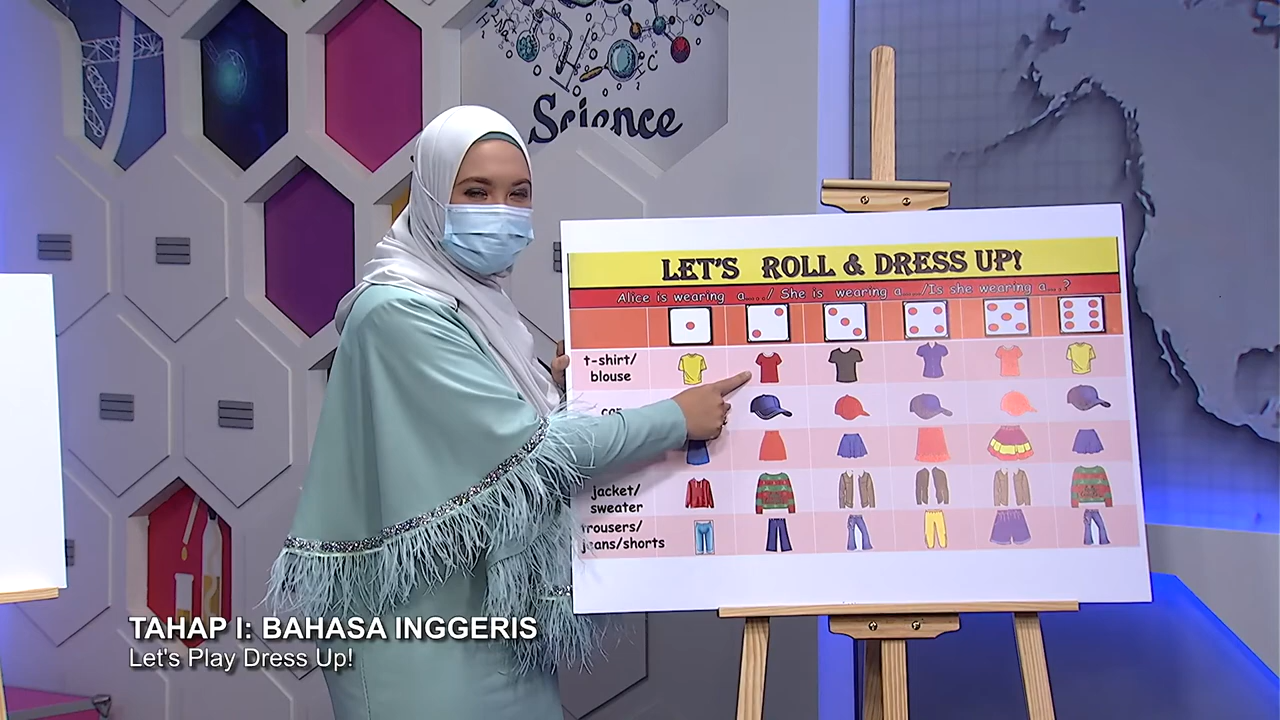 Science
LET'S ROLL & DRESS UP!
Alice is wearing a...../ She is wearing a...../Is she wearing a....?
t-shirt/
blouse
jacket/
sweater
trousers/
jeans/shorts
TAHAP I: BAHASA INGGERIS
Let's Play Dress Up!